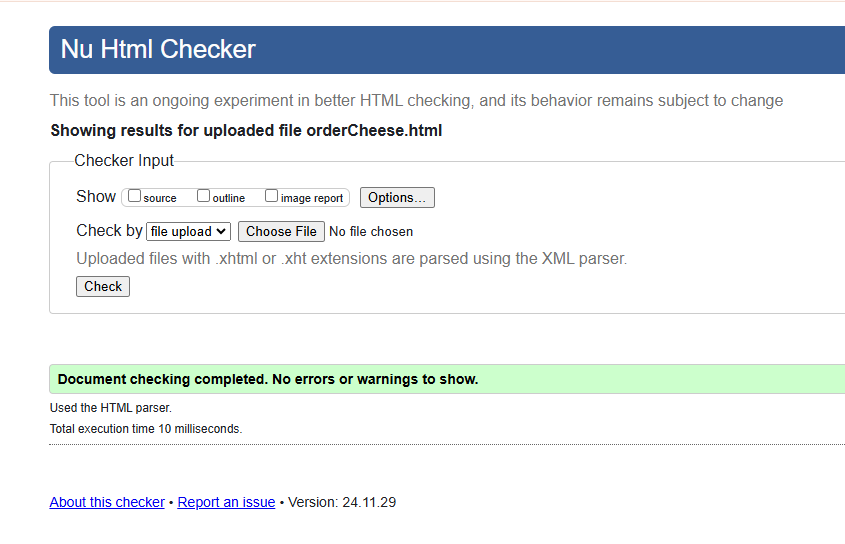 Nu Html Checker
This tool is an ongoing experiment in better HTML checking, and its behavior remains subject to change
Showing results for uploaded file orderCheese.html
Checker Input
Show source outline image report Options...
Check by file upload Choose File No file chosen
Uploaded files with .xhtml or .xht extensions are parsed using the XML parser.
Check
Document checking completed. No errors or warnings to show.
Used the HTML parser.
Total execution time 10 milliseconds.
About this checker • Report an issue • Version: 24.11.29